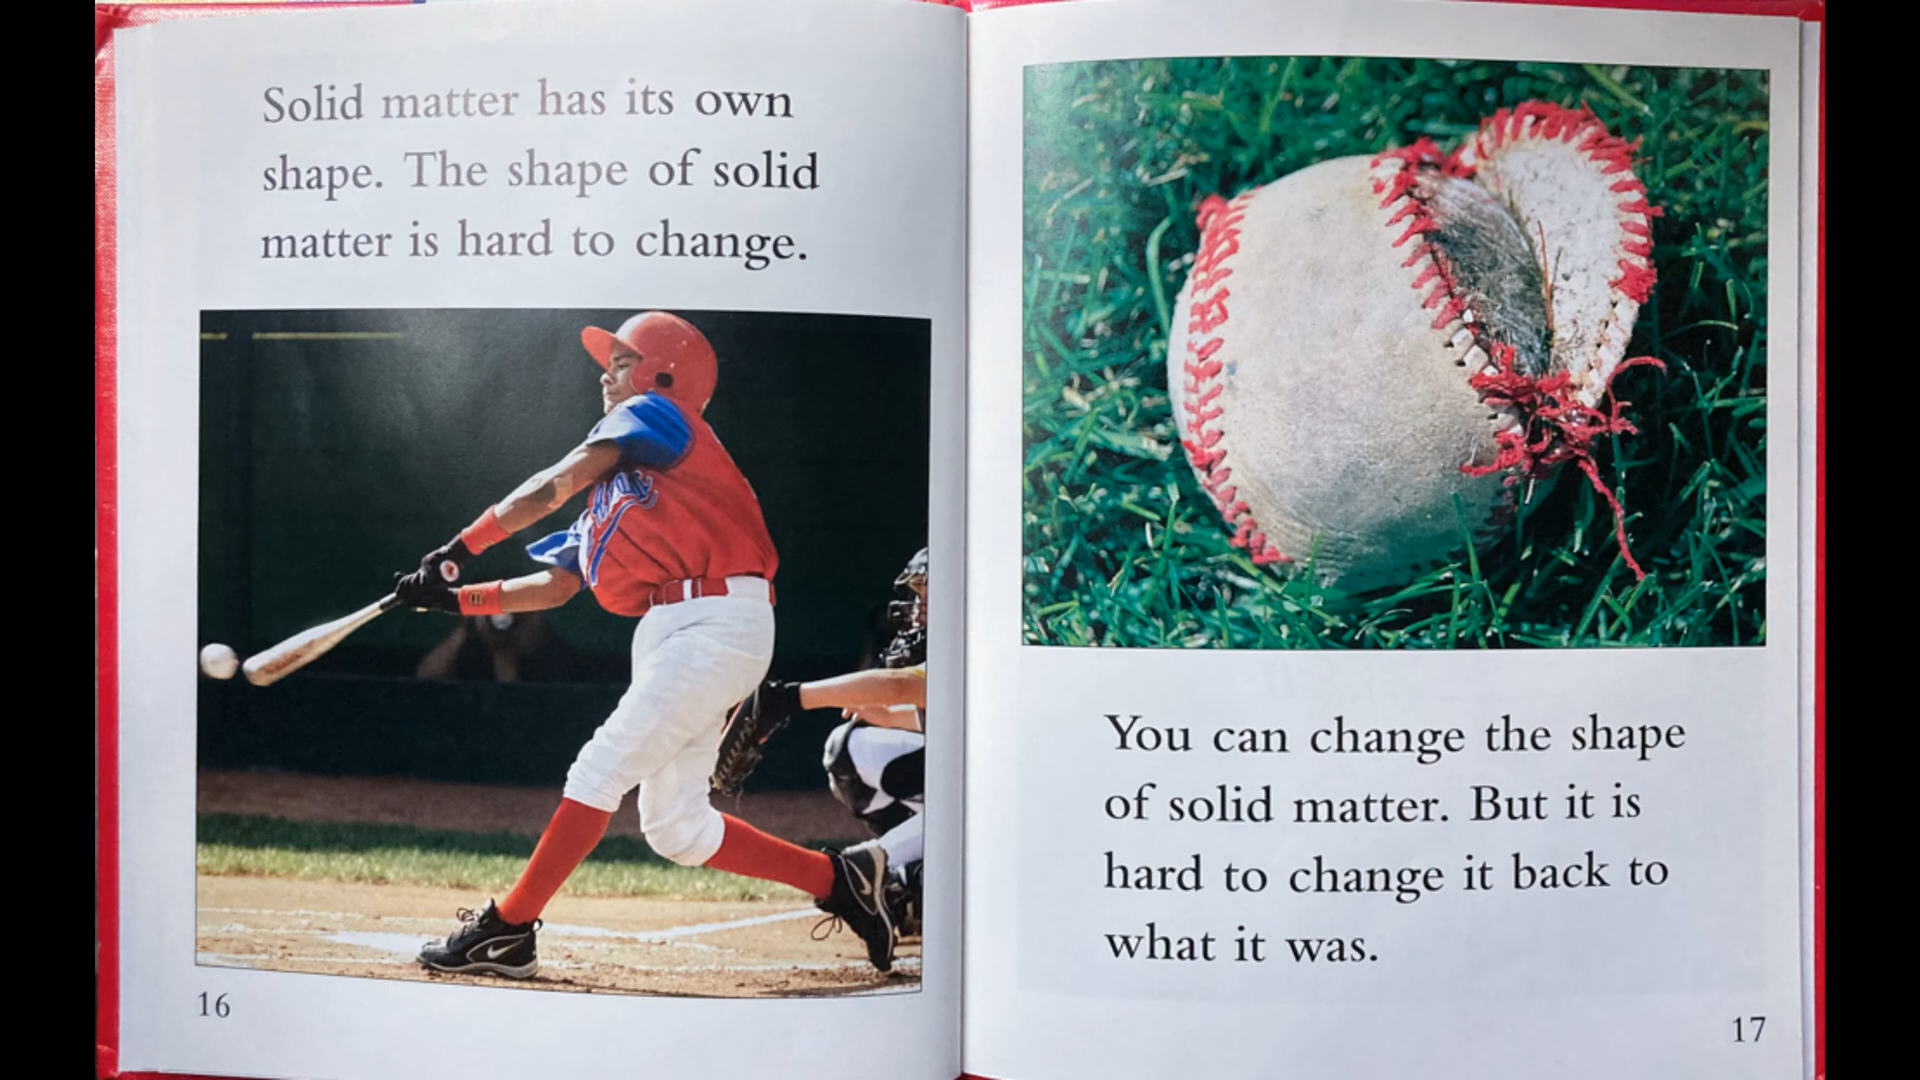 Solid matter has its own
shape. The shape of solid
matter is hard to change.
16
You can change the shape
of solid matter. But it is
hard to change it back to
what it was.
17